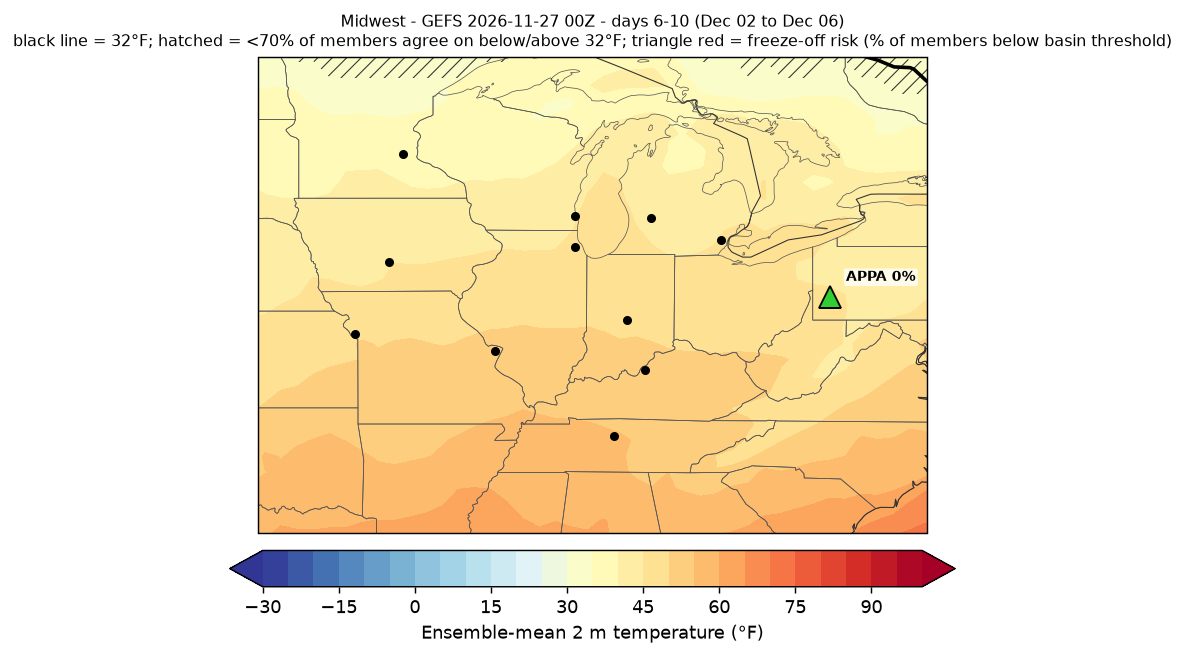 Midwest - GEFS 2026-11-27 00Z - days 6-10 (Dec 02 to Dec 06)
black line = 32°F; hatched = <70% of members agree on below/above 32°F; triangle red = freeze-off risk (% of members below basin threshold)
APPA 0%
−30 −15 0 15 30 45 60 75 90
Ensemble-mean 2 m temperature (°F)